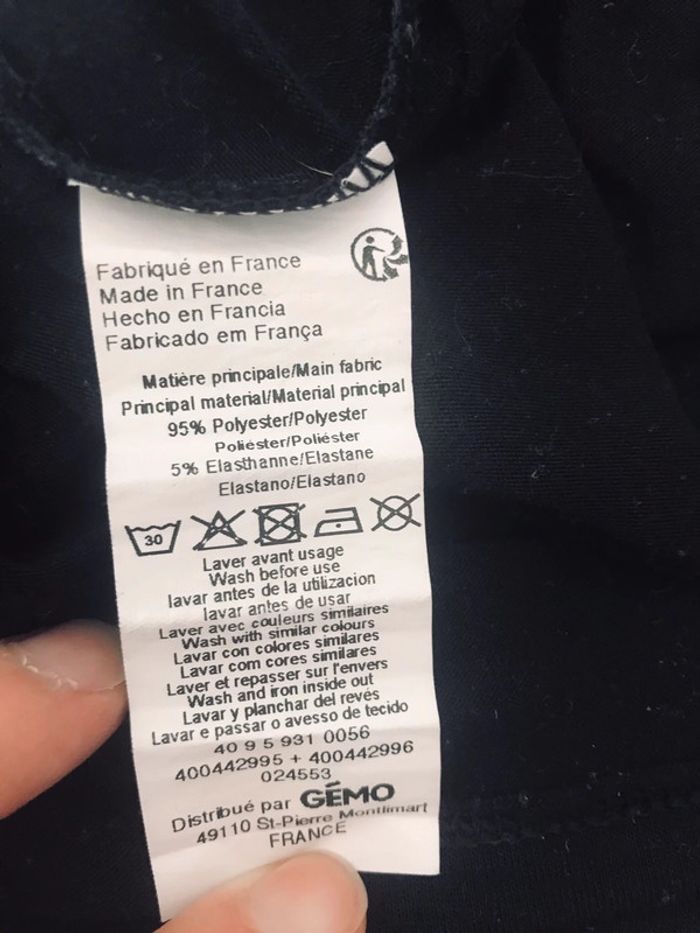 Fabriqué en France
Made in France
Hecho en Francia
Fabricado em França
Matière principale/Main fabric
Principal material/Material principal
95% Polyester/Polyester
Poliéster/Poliéster
5% Elasthanne/Elastane
Elastano/Elastano
30
Laver avant usage
Wash before use
lavar antes de la utilizacion
lavar antes de usar
Laver avec couleurs similaires
Wash with similar colours
Lavar con colores similares
Lavar com cores similares
Laver et repasser sur l'envers
Wash and iron inside out
Lavar y planchar del revés
Lavar e passar o avesso de tecido
40 9 5 931 0056
400442995 + 400442996
024553
Distribué par GÉMO
49110 St-Pierre Montlimart
FRANCE